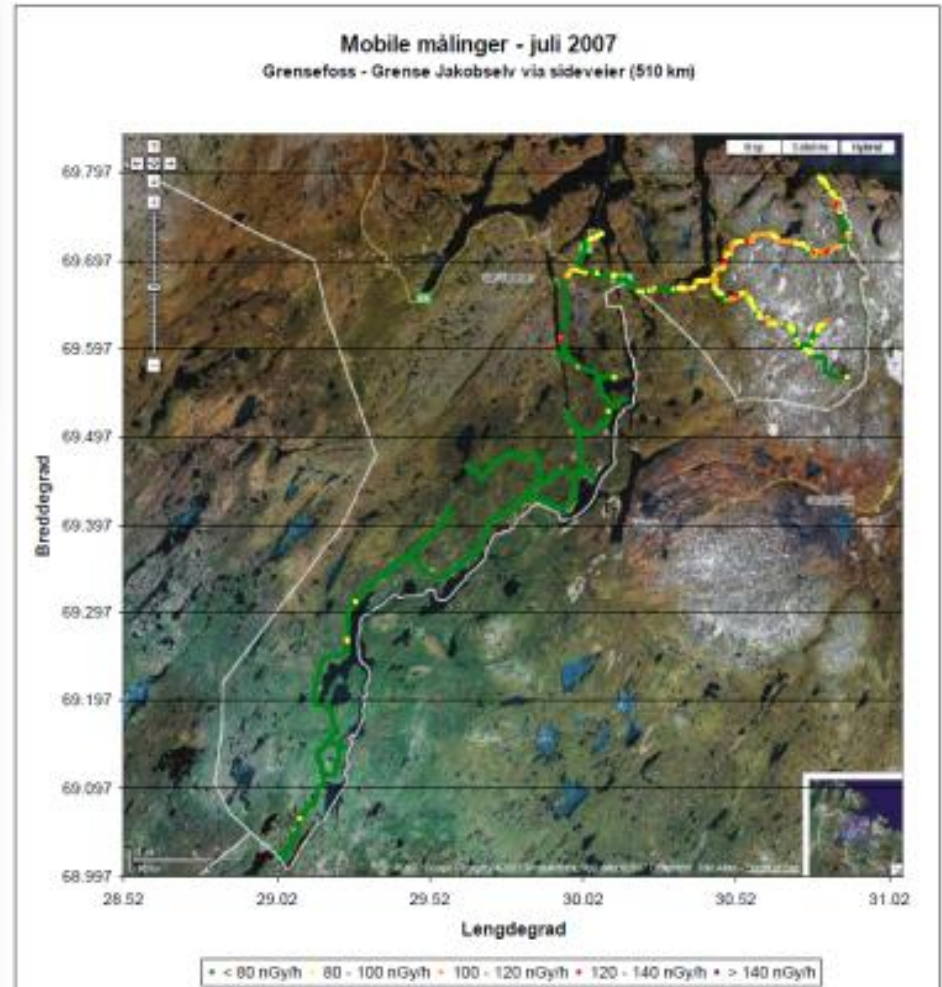 Mobile målinger - juli 2007
Grensefoss - Grense Jakobselv via sideveier (510 km)
Hybrid
69.797
69.697
69.597
69.497
69.397
69.297
69.197
69.097
68.997
Breddegrad
28.52 29.02 29.52 30.02 30.52 31.02
Lengdegrad
< 80 nGy/h 80 - 100 nGy/h 100 - 120 nGy/h 120 - 140 nGy/h > 140 nGy/h